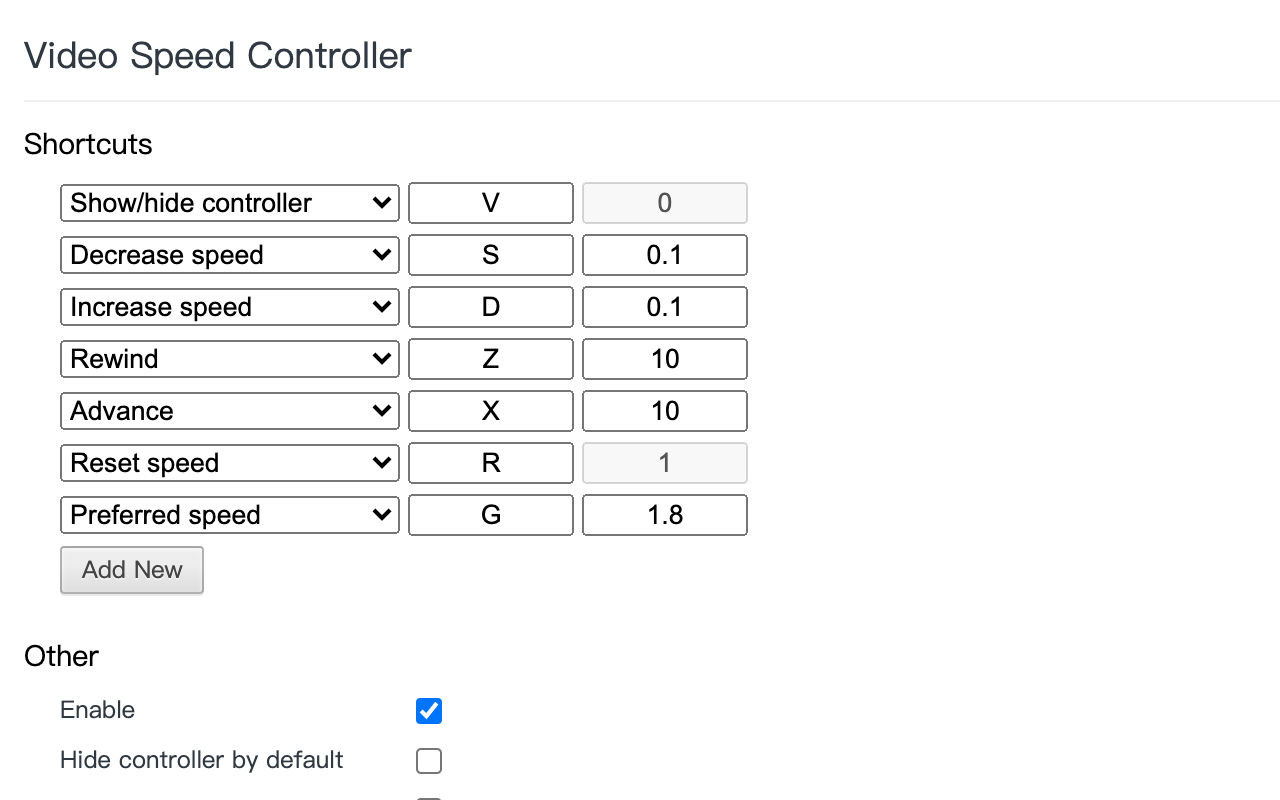 Video Speed Controller
Shortcuts
Show/hide controller V 0
Decrease speed S 0.1
Increase speed D 0.1
Rewind Z 10
Advance X 10
Reset speed R 1
Preferred speed G 1.8
Add New
Other
Enable
Hide controller by default